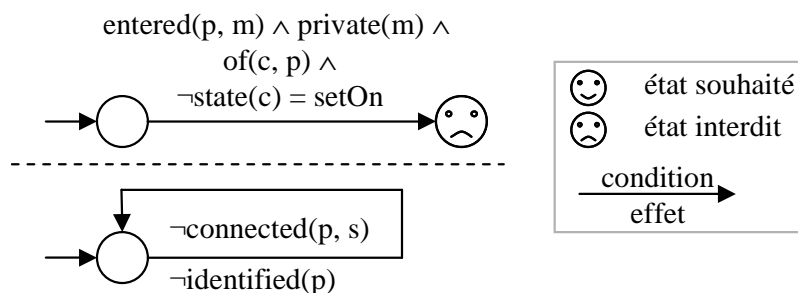 entered(p, m) ∧ private(m) ∧
of(c, p) ∧
¬state(c) = setOn
¬connected(p, s)
¬identified(p)
état souhaité
état interdit
condition
effet